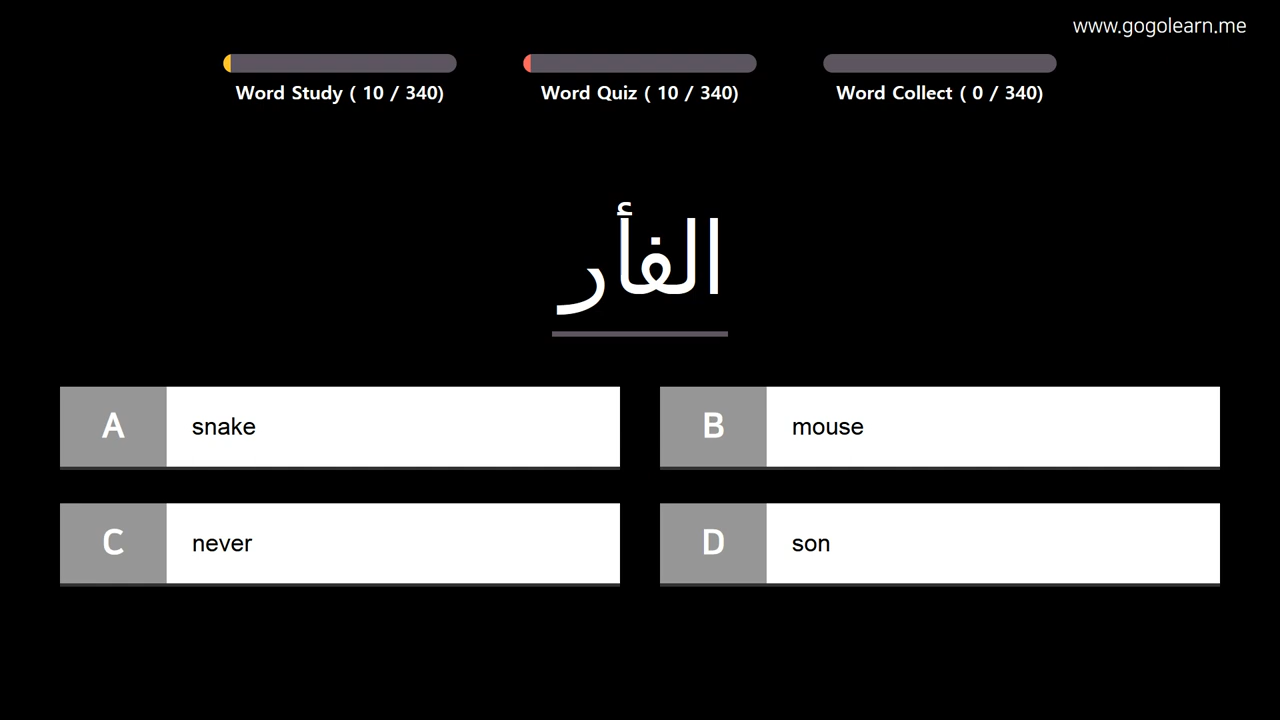 www.gogolearn.me
Word Study ( 10 / 340)
Word Quiz ( 10 / 340)
Word Collect ( 0 / 340)
الفأر
A snake
B mouse
C never
D son